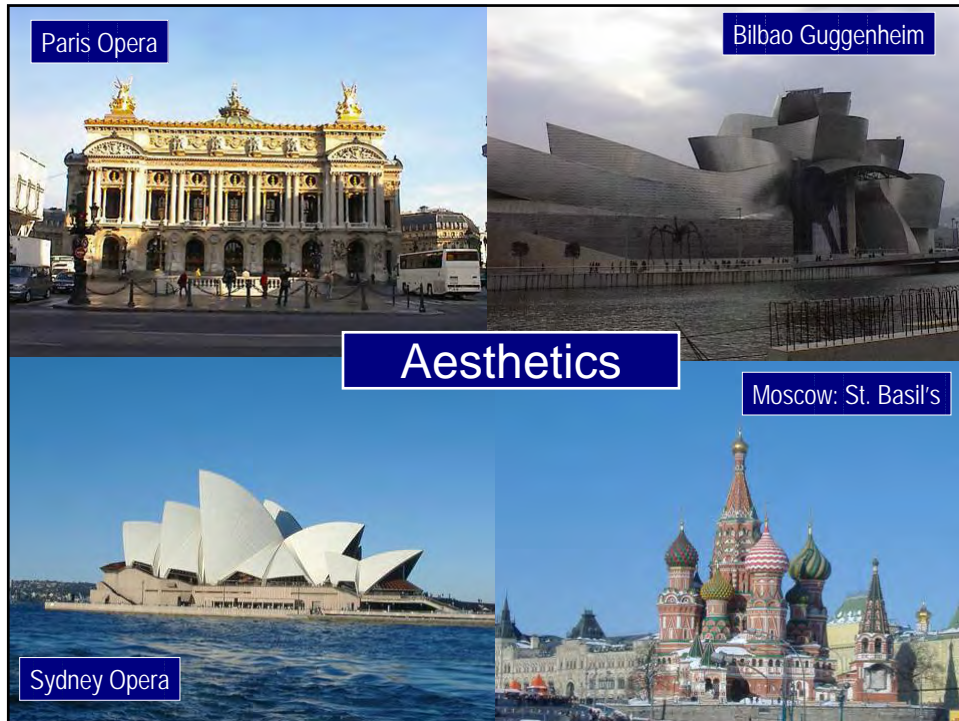 Paris Opera
Bilbao Guggenheim
Aesthetics
Moscow: St. Basil's
Sydney Opera